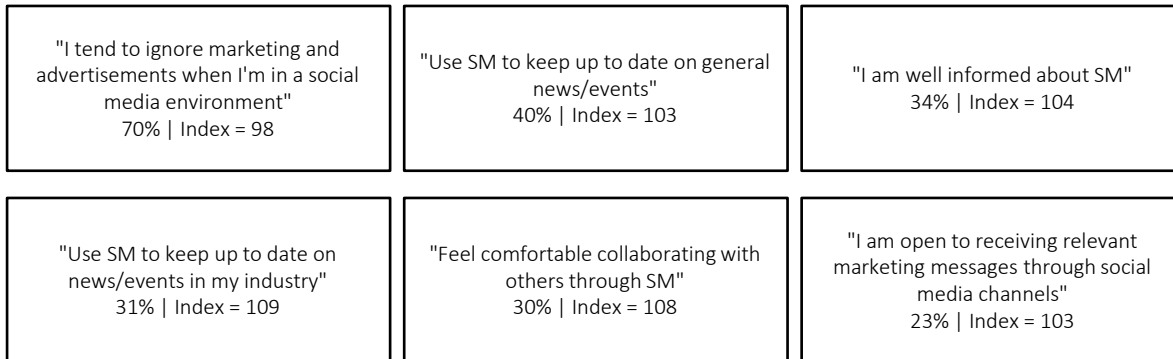 "I tend to ignore marketing and
advertisements when I'm in a social
media environment"
70% | Index = 98
"Use SM to keep up to date on general
news/events"
40% | Index = 103
"I am well informed about SM"
34% | Index = 104
"Use SM to keep up to date on
news/events in my industry"
31% | Index = 109
"Feel comfortable collaborating with
others through SM"
30% | Index = 108
"I am open to receiving relevant
marketing messages through social
media channels"
23% | Index = 103